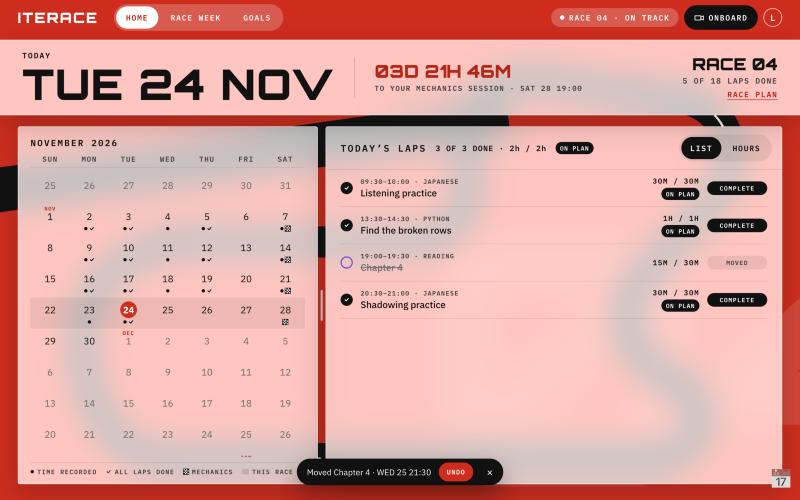 ITERACE
HOME RACE WEEK GOALS
RACE 04 · ON TRACK
ONBOARD
L
TODAY
TUE 24 NOV
03D 21H 46M
TO YOUR MECHANICS SESSION · SAT 28 19:00
RACE 04
5 OF 18 LAPS DONE
RACE PLAN
NOVEMBER 2026
SUN MON TUE WED THU FRI SAT
25 26 27 28 29 30 31
NOV
1 2 3 4 5 6 7
8 9 10 11 12 13 14
15 16 17 18 19 20 21
22 23 24 25 26 27 28
DEC
29 30 1 2 3 4 5
6 7 8 9 10 11 12
13 14 15 16 17 18 19
20 21 22 23 24 25 26
TIME RECORDED ALL LAPS DONE MECHANICS THIS RACE
TODAY'S LAPS 3 OF 3 DONE · 2h / 2h ON PLAN
LIST HOURS
09:30–10:00 · JAPANESE
Listening practice
30M / 30M
ON PLAN
COMPLETE
13:30–14:30 · PYTHON
Find the broken rows
1H / 1H
ON PLAN
COMPLETE
19:00–19:30 · READING
Chapter 4
15M / 30M
MOVED
20:30–21:00 · JAPANESE
Shadowing practice
30M / 30M
ON PLAN
COMPLETE
Moved Chapter 4 · WED 25 21:30 UNDO ×
17